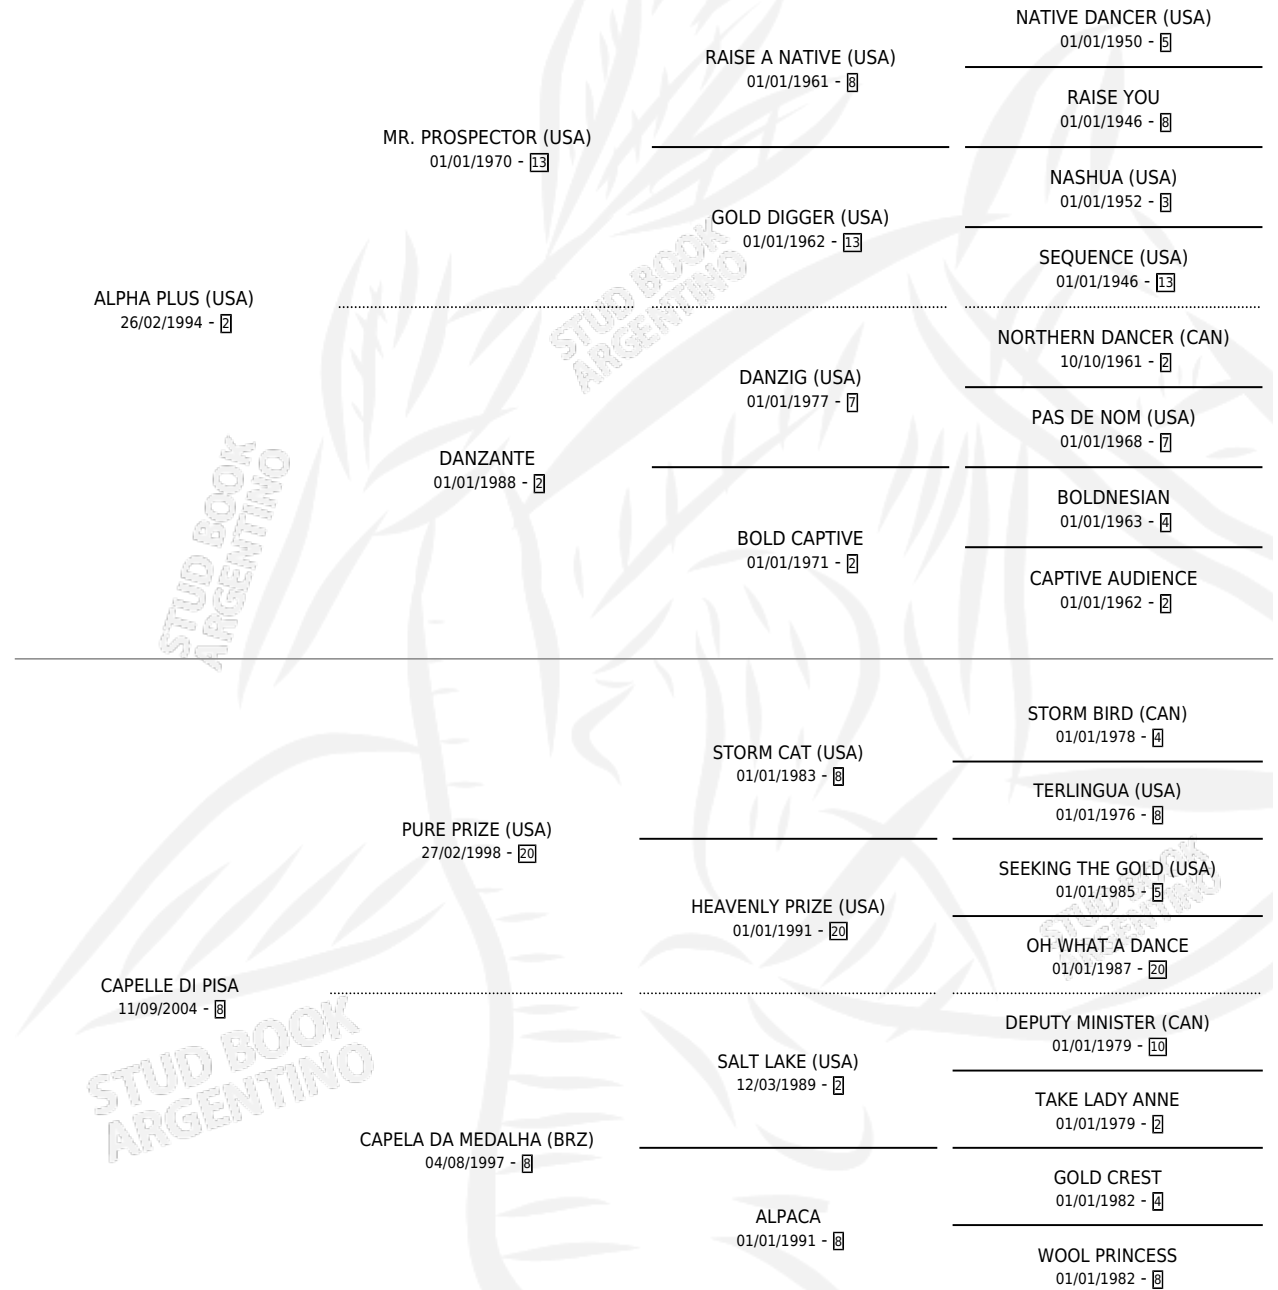 NATIVE DANCER (USA)
01/01/1950 - 5
RAISE A NATIVE (USA)
01/01/1961 - 8
RAISE YOU
01/01/1946 - 8
MR. PROSPECTOR (USA)
01/01/1970 - 13
NASHUA (USA)
01/01/1952 - 3
GOLD DIGGER (USA)
01/01/1962 - 13
SEQUENCE (USA)
01/01/1946 - 13
ALPHA PLUS (USA)
26/02/1994 - 2
NORTHERN DANCER (CAN)
10/10/1961 - 2
DANZIG (USA)
01/01/1977 - 7
PAS DE NOM (USA)
01/01/1968 - 7
DANZANTE
01/01/1988 - 2
BOLDNESIAN
01/01/1963 - 4
BOLD CAPTIVE
01/01/1971 - 2
CAPTIVE AUDIENCE
01/01/1962 - 2
STUD BOOK
ARGENTINO
STUD BOOK
ARGENTINO
STORM BIRD (CAN)
01/01/1978 - 4
STORM CAT (USA)
01/01/1983 - 8
TERLINGUA (USA)
01/01/1976 - 8
PURE PRIZE (USA)
27/02/1998 - 20
SEEKING THE GOLD (USA)
01/01/1985 - 5
HEAVENLY PRIZE (USA)
01/01/1991 - 20
OH WHAT A DANCE
01/01/1987 - 20
CAPELLE DI PISA
11/09/2004 - 8
DEPUTY MINISTER (CAN)
01/01/1979 - 10
SALT LAKE (USA)
12/03/1989 - 2
TAKE LADY ANNE
01/01/1979 - 2
CAPELA DA MEDALHA (BRZ)
04/08/1997 - 8
GOLD CREST
01/01/1982 - 4
ALPACA
01/01/1991 - 8
WOOL PRINCESS
01/01/1982 - 8
STUD BOOK
ARGENTINO
STUD BOOK
ARGENTINO